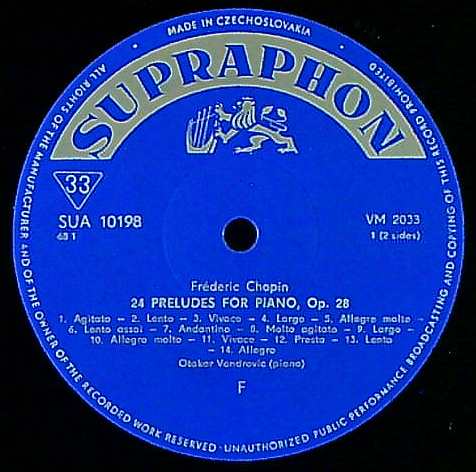 MADE IN CZECHOSLOVAKIA
ALL RIGHTS OF THE MANUFACTURER AND OF THE OWNER OF THE RECORDED WORK RESERVED · UNAUTHORIZED PUBLIC PERFORMANCE BROADCASTING AND COPYING OF THIS RECORD PROHIBITED
SUPRAPHON
33
SUA 10198
VM 2033
68 1
1 (2 sides)
Fréderic Chopin
24 PRELUDES FOR PIANO, Op. 28
1. Agitato – 2. Lento – 3. Vivace – 4. Largo – 5. Allegro molto –
6. Lento assai – 7. Andantino – 8. Molto agitato – 9. Largo –
10. Allegro molto – 11. Vivace – 12. Presto – 13. Lento
– 14. Allegro
Otakar Vondrovic (piano)
F